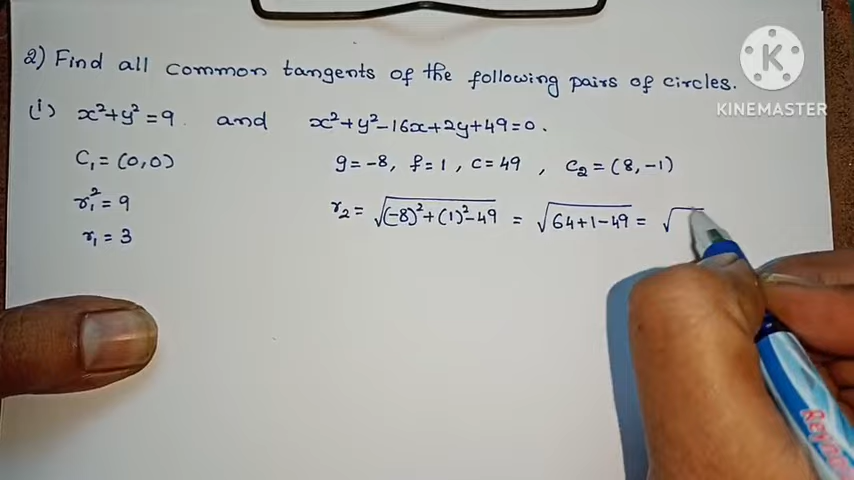 2) Find all common tangents of the following pairs of circles.
(i) x²+y²=9 and x²+y²-16x+2y+49=0.
C₁=(0,0) g=-8, f=1, c=49, C₂=(8,-1)
r₁²=9 r₂=√((-8)²+(1)²-49) = √(64+1-49) = √
r₁=3
K
KINEMASTER